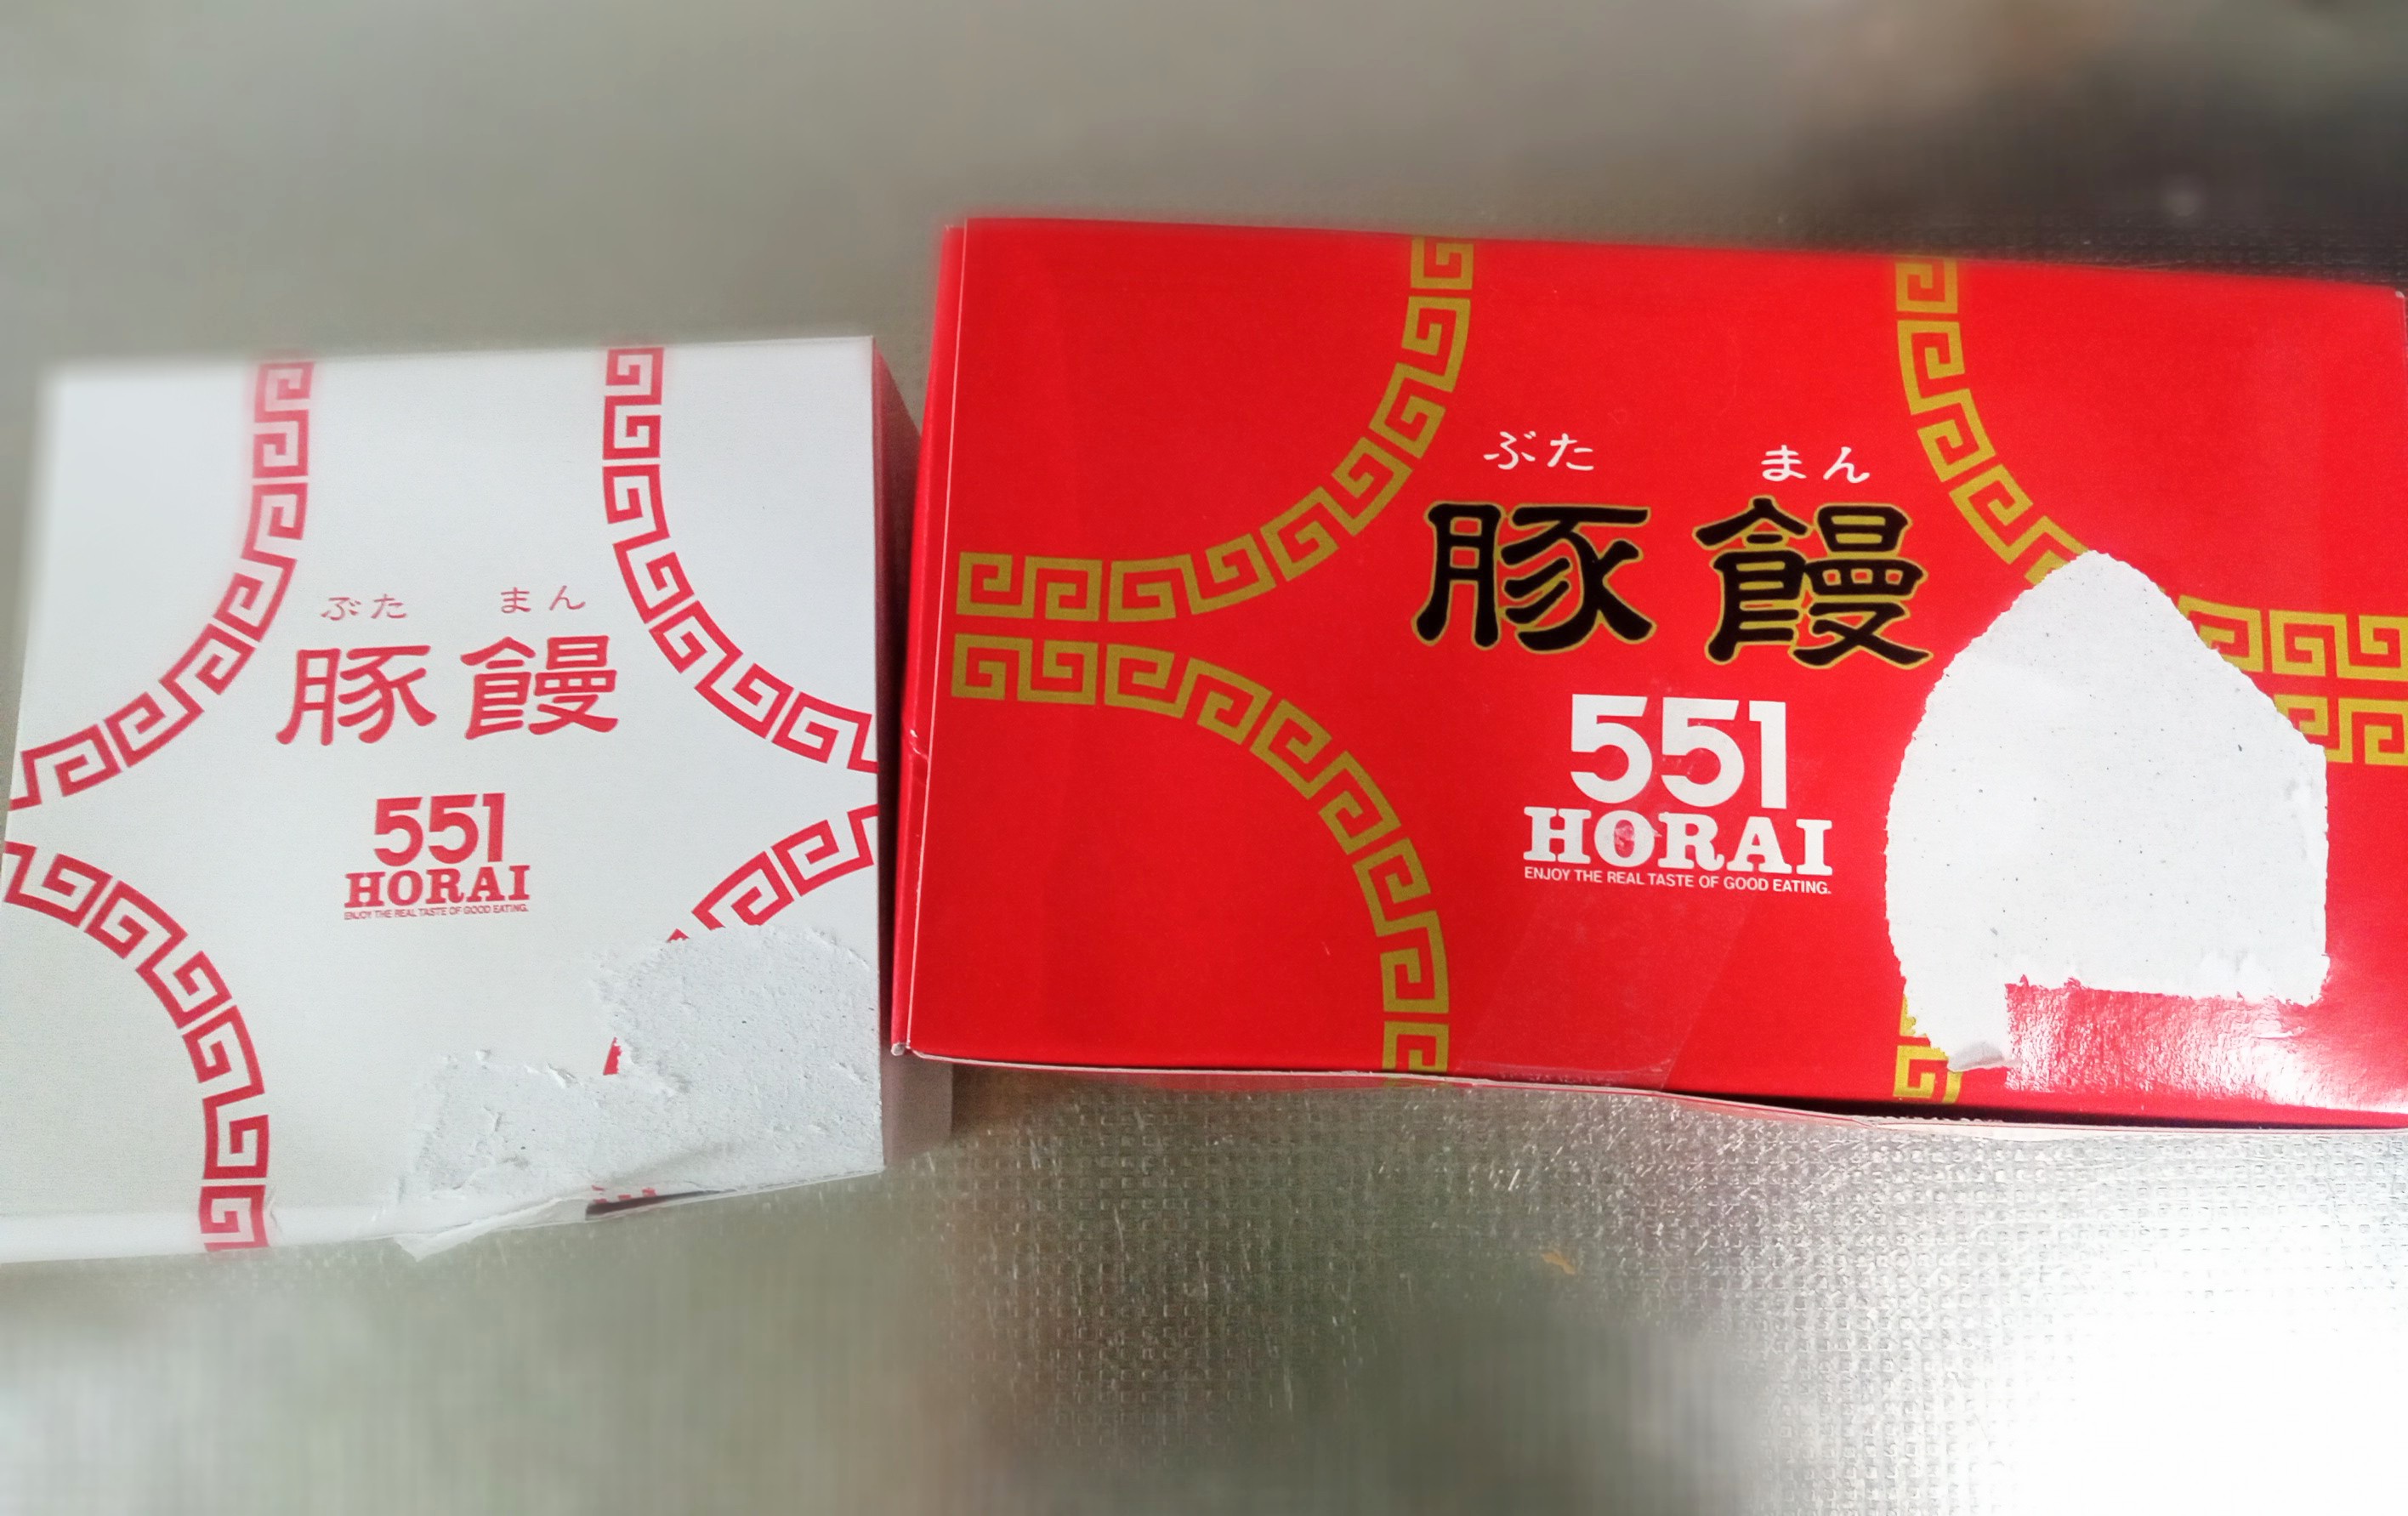 ぶた まん
豚饅
551
HORAI
ENJOY THE REAL TASTE OF GOOD EATING.
ぶた まん
豚饅
551
HORAI
ENJOY THE REAL TASTE OF GOOD EATING.